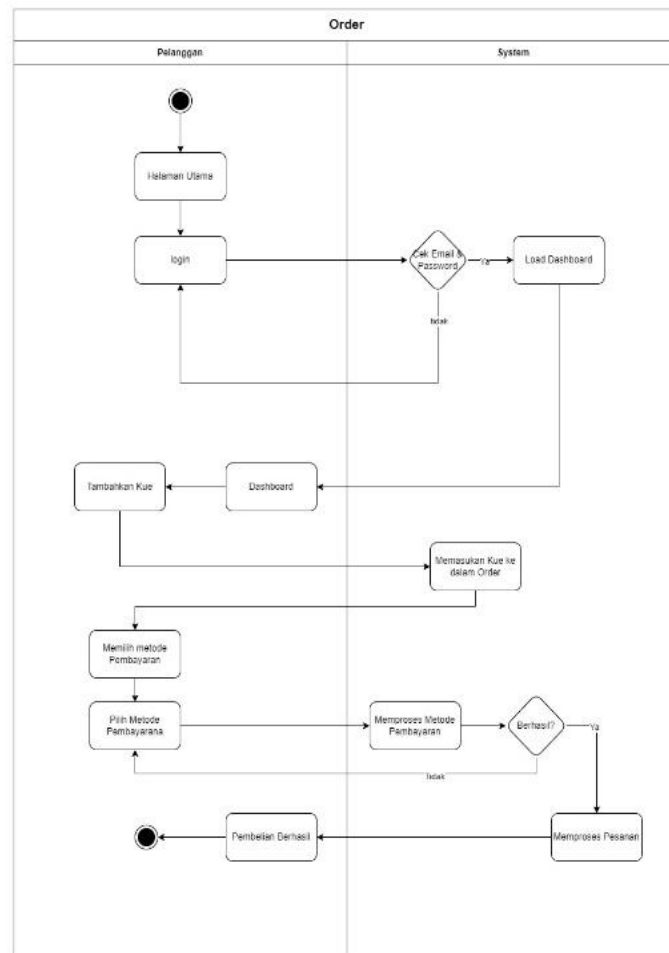 Order
Pelanggan
System
Halaman Utama
login
Cek Email &
Password
Ya
Load Dashboard
tidak
Tambahkan Kue
Dashboard
Memasukan Kue ke
dalam Order
Memilih metode
Pembayaran
Pilih Metode
Pembayarana
Memproses Metode
Pembayaran
Berhasil?
Ya
Tidak
Pembelian Berhasil
Memproses Pesanan